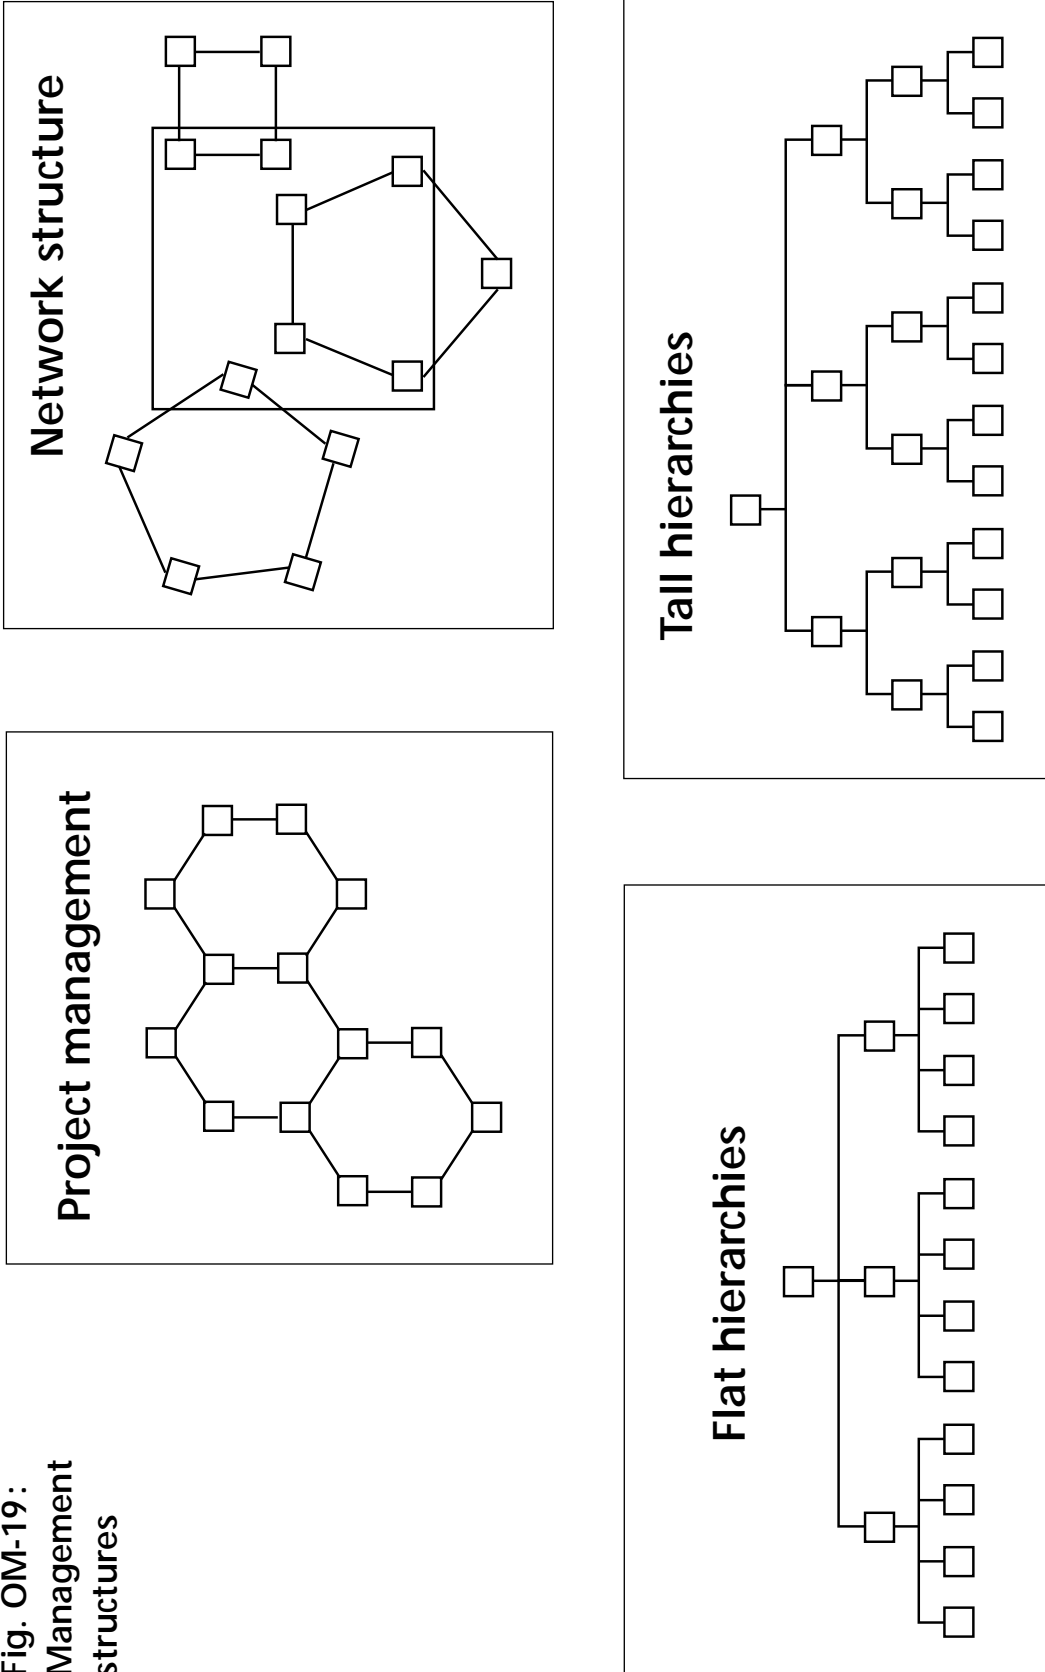 Fig. OM-19:
Management
structures
Flat hierarchies
Tall hierarchies
Project management
Network structure